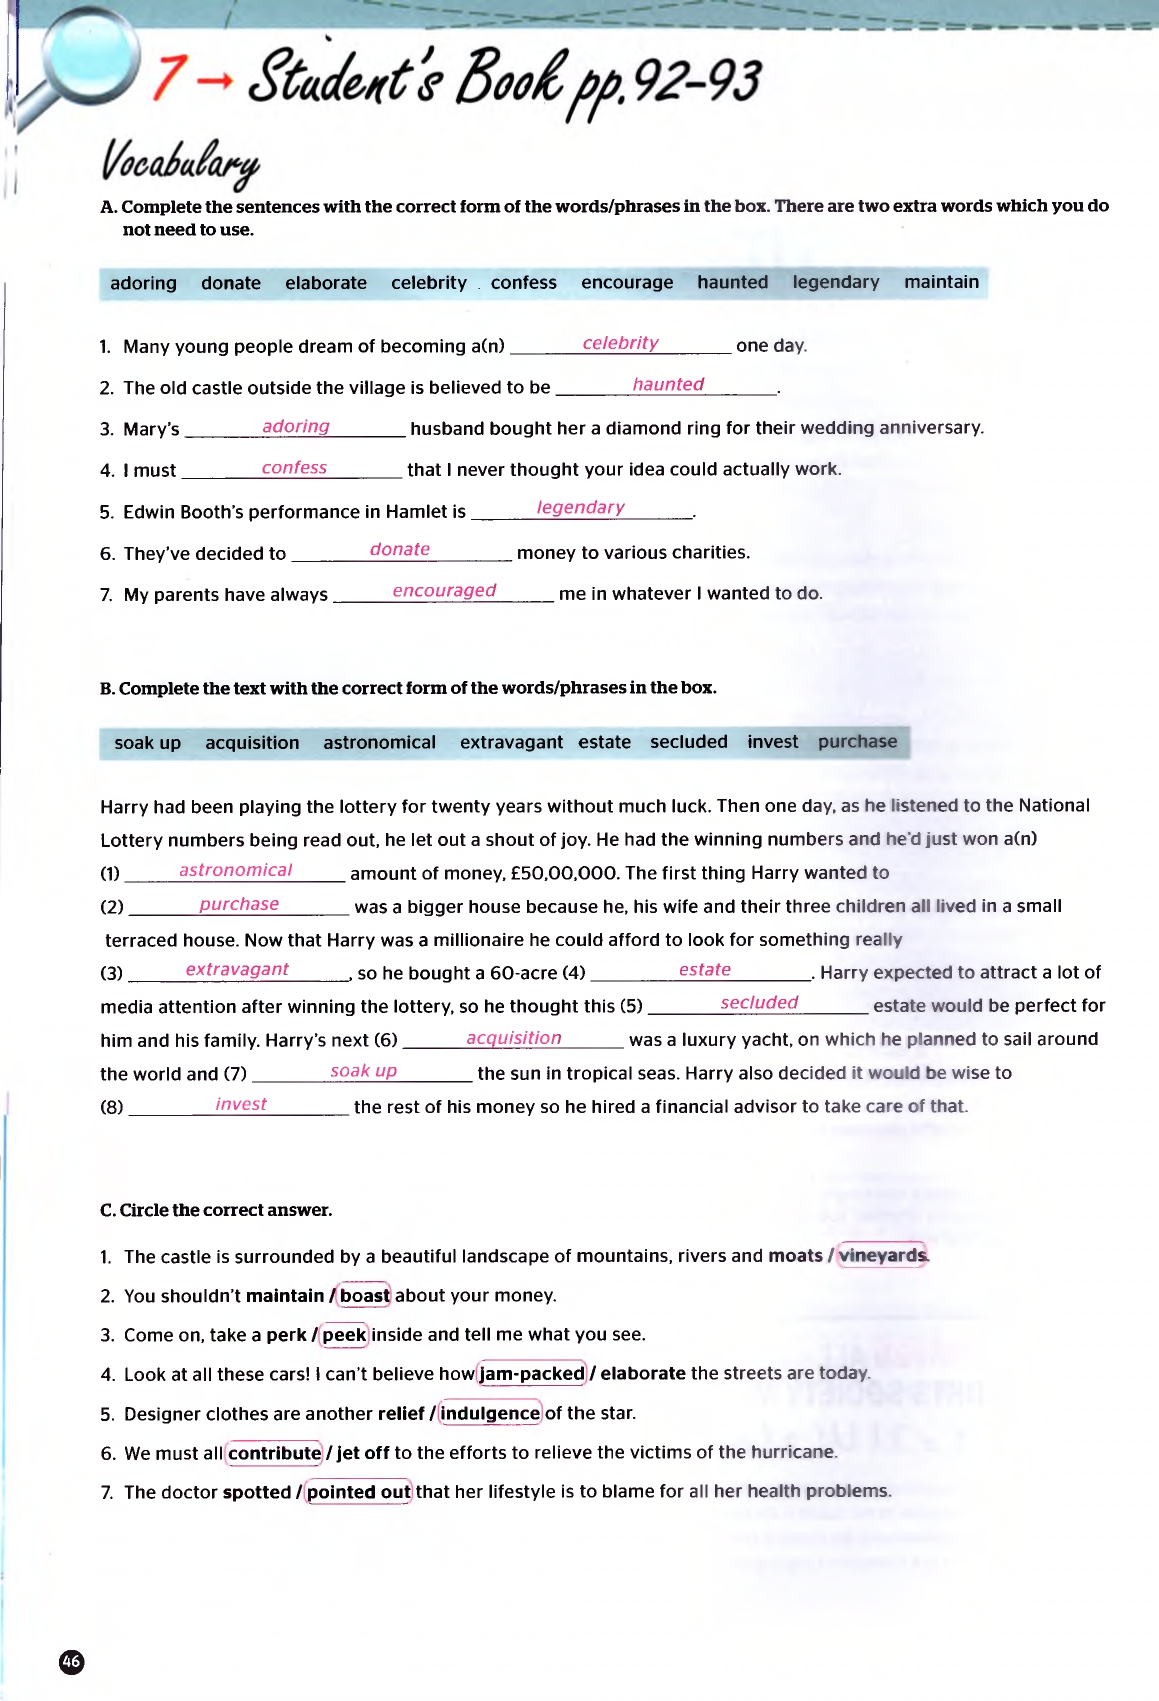 7 → Student's Book pp. 92-93
Vocabulary
A. Complete the sentences with the correct form of the words/phrases in the box. There are two extra words which you do
not need to use.
adoring donate elaborate celebrity confess encourage haunted legendary maintain
1. Many young people dream of becoming a(n) celebrity one day.
2. The old castle outside the village is believed to be haunted.
3. Mary's adoring husband bought her a diamond ring for their wedding anniversary.
4. I must confess that I never thought your idea could actually work.
5. Edwin Booth's performance in Hamlet is legendary.
6. They've decided to donate money to various charities.
7. My parents have always encouraged me in whatever I wanted to do.
B. Complete the text with the correct form of the words/phrases in the box.
soak up acquisition astronomical extravagant estate secluded invest purchase
Harry had been playing the lottery for twenty years without much luck. Then one day, as he listened to the National
Lottery numbers being read out, he let out a shout of joy. He had the winning numbers and he'd just won a(n)
(1) astronomical amount of money, £50,00,000. The first thing Harry wanted to
(2) purchase was a bigger house because he, his wife and their three children all lived in a small
terraced house. Now that Harry was a millionaire he could afford to look for something really
(3) extravagant, so he bought a 60-acre (4) estate. Harry expected to attract a lot of
media attention after winning the lottery, so he thought this (5) secluded estate would be perfect for
him and his family. Harry's next (6) acquisition was a luxury yacht, on which he planned to sail around
the world and (7) soak up the sun in tropical seas. Harry also decided it would be wise to
(8) invest the rest of his money so he hired a financial advisor to take care of that.
C. Circle the correct answer.
1. The castle is surrounded by a beautiful landscape of mountains, rivers and moats / vineyards.
2. You shouldn't maintain / boast about your money.
3. Come on, take a perk / peek inside and tell me what you see.
4. Look at all these cars! I can't believe how jam-packed / elaborate the streets are today.
5. Designer clothes are another relief / indulgence of the star.
6. We must all contribute / jet off to the efforts to relieve the victims of the hurricane.
7. The doctor spotted / pointed out that her lifestyle is to blame for all her health problems.
46